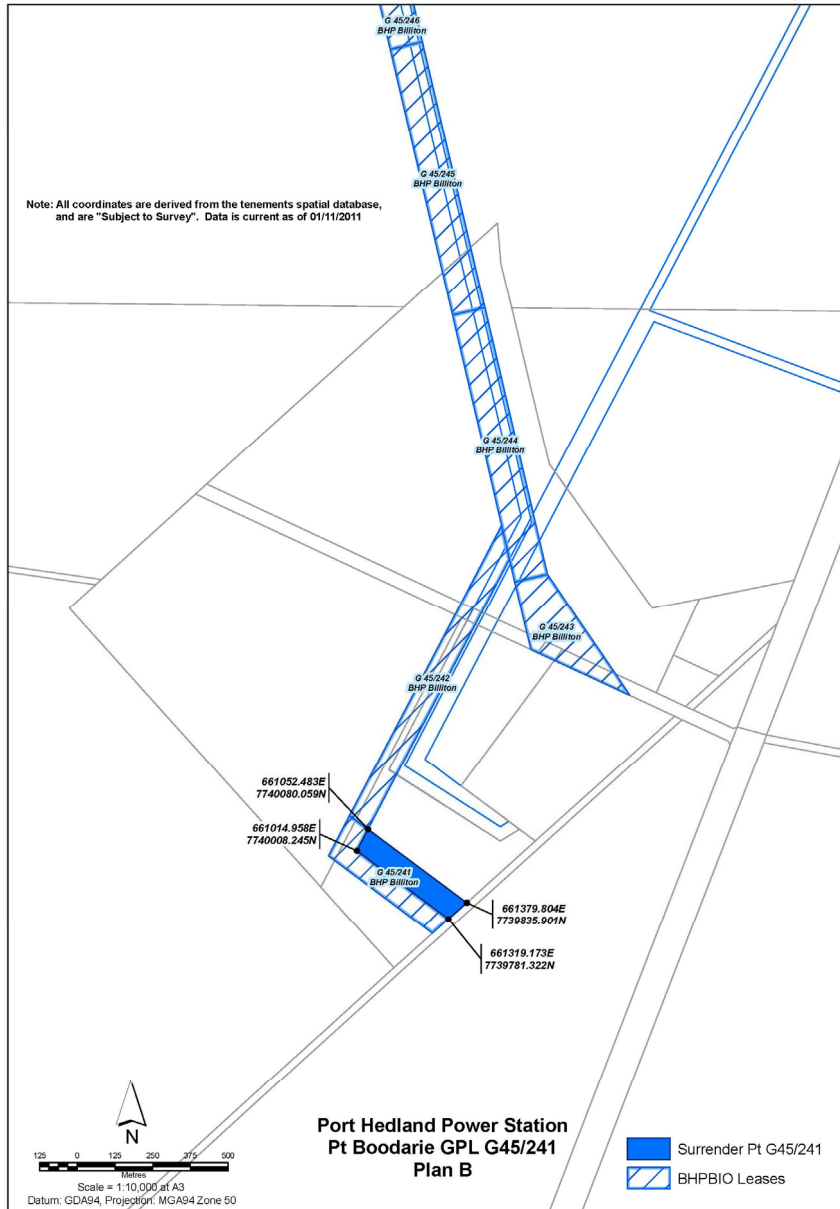 G 45/246
BHP Billiton
G 45/245
BHP Billiton
Note: All coordinates are derived from the tenements spatial database,
and are "Subject to Survey". Data is current as of 01/11/2011
G 45/244
BHP Billiton
G 45/243
BHP Billiton
G 45/242
BHP Billiton
661052.483E
7740080.059N
661014.958E
7740008.245N
G 45/241
BHP Billiton
661379.804E
7739835.901N
661319.173E
7739781.322N
N
125 0 125 250 375 500
Metres
Scale = 1:10,000 at A3
Datum: GDA94, Projection: MGA94 Zone 50
Port Hedland Power Station
Pt Boodarie GPL G45/241
Plan B
Surrender Pt G45/241
BHPBIO Leases